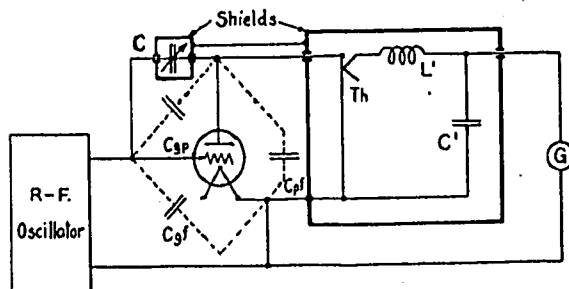 Shields
C
L'
Th
C'
Cgp
Cpf
G
R-F.
Oscillator
Cgf